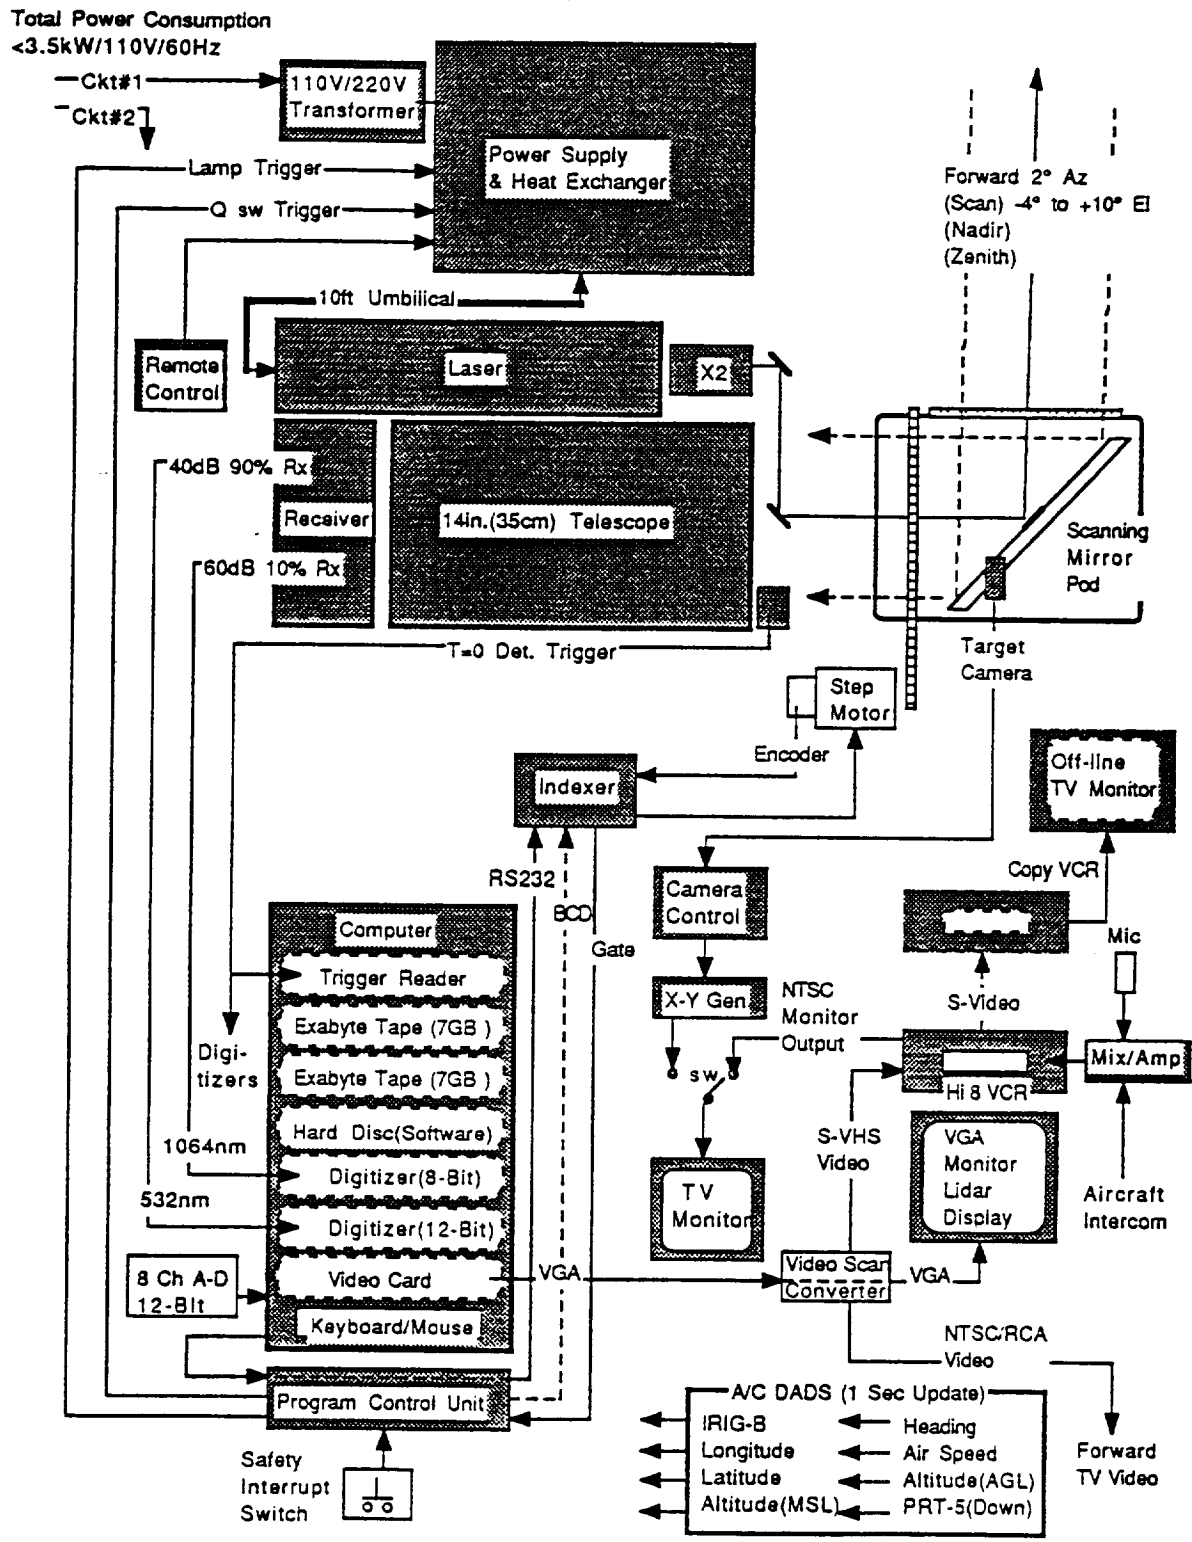 Total Power Consumption
<3.5kW/110V/60Hz
Ckt#1
Ckt#2
110V/220V
Transformer
Power Supply
& Heat Exchanger
Lamp Trigger
Q sw Trigger
10ft Umbilical
Remote
Control
Laser
X2
Forward 2° Az
(Scan) -4° to +10° El
(Nadir)
(Zenith)
40dB 90% Rx
Receiver
60dB 10% Rx
14in.(35cm) Telescope
Scanning
Mirror
Pod
T=0 Det. Trigger
Target
Camera
Step
Motor
Encoder
Indexer
RS232
BCD
Gate
Off-line
TV Monitor
Copy VCR
Camera
Control
X-Y Gen
NTSC
Monitor
Output
sw
TV
Monitor
S-Video
Mic
Mix/Amp
Hi 8 VCR
S-VHS
Video
VGA
Monitor
Lidar
Display
Aircraft
Intercom
Computer
Trigger Reader
Exabyte Tape (7GB )
Exabyte Tape (7GB )
Hard Disc(Software)
Digitizer(8-Bit)
Digitizer(12-Bit)
Video Card
Keyboard/Mouse
Digi-
tizers
1064nm
532nm
8 Ch A-D
12-Bit
VGA
Video Scan
Converter
VGA
NTSC/RCA
Video
Forward
TV Video
Program Control Unit
Safety
Interrupt
Switch
A/C DADS (1 Sec Update)
IRIG-B
Longitude
Latitude
Altitude(MSL)
Heading
Air Speed
Altitude(AGL)
PRT-5(Down)